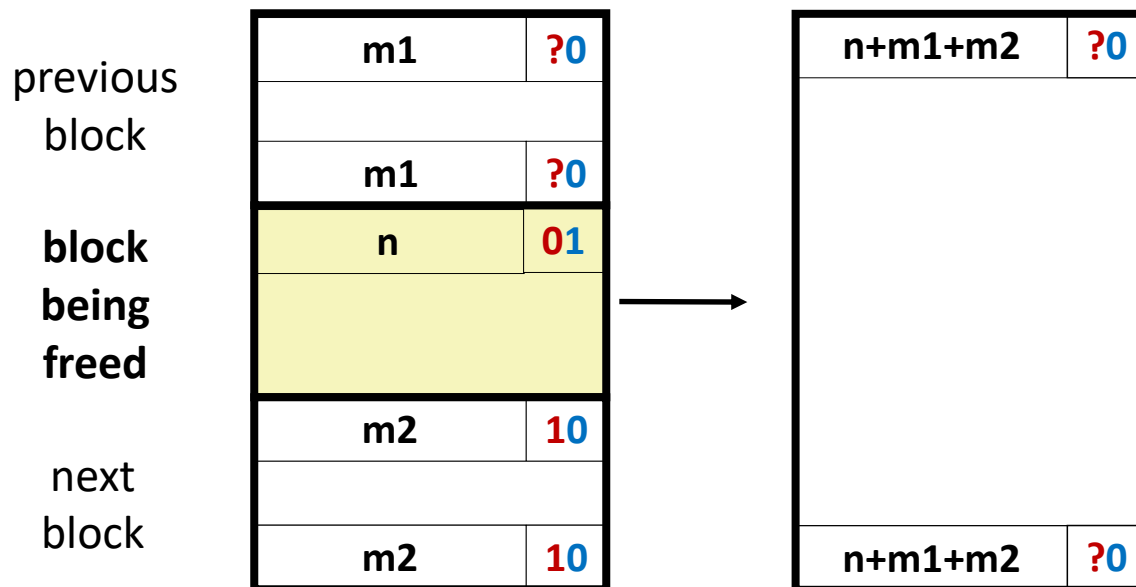 previous
block
m1 ?0
m1 ?0
block
being
freed
n 01
next
block
m2 10
m2 10
n+m1+m2 ?0
n+m1+m2 ?0